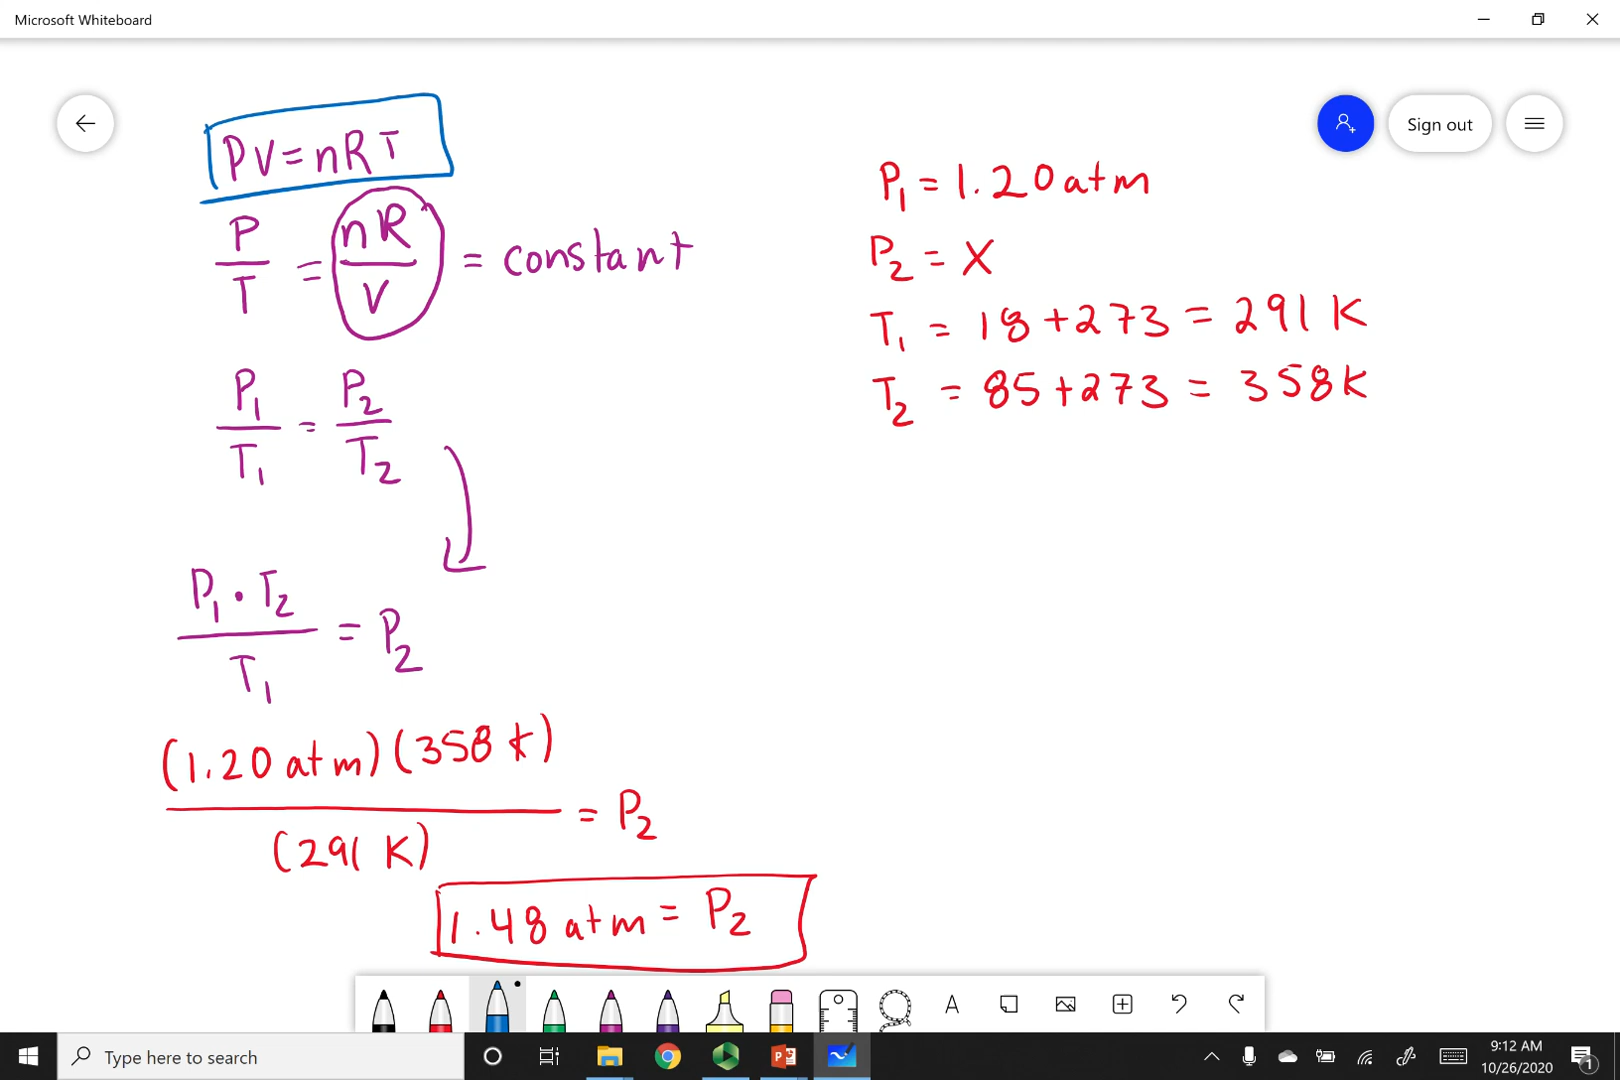 Microsoft Whiteboard
Sign out
PV = nRT
P/T = nR/V = constant
P₁/T₁ = P₂/T₂
P₁ · T₂ / T₁ = P₂
(1.20 atm)(358 K) / (291 K) = P₂
1.48 atm = P₂
P₁ = 1.20 atm
P₂ = X
T₁ = 18 + 273 = 291 K
T₂ = 85 + 273 = 358 K
A
Type here to search
9:12 AM
10/26/2020
1